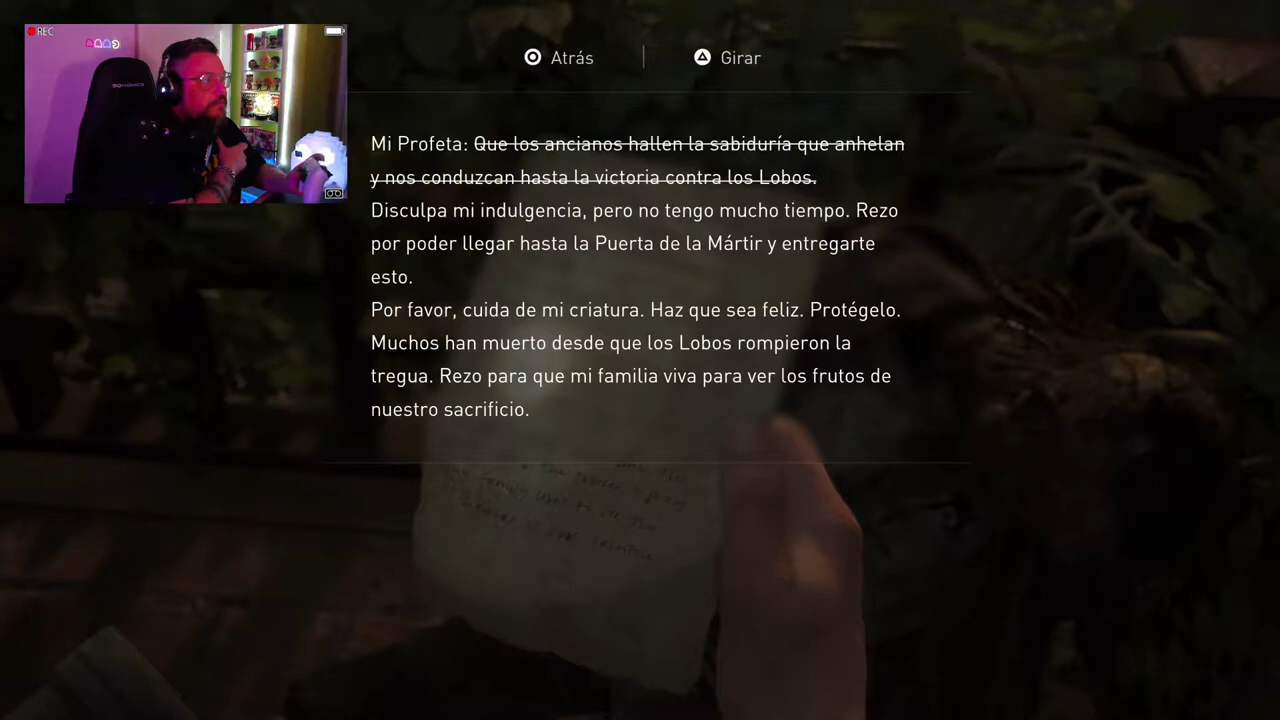 REC
Atrás
Girar
Mi Profeta: Que los ancianos hallen la sabiduría que anhelan
y nos conduzcan hasta la victoria contra los Lobos.
Disculpa mi indulgencia, pero no tengo mucho tiempo. Rezo
por poder llegar hasta la Puerta de la Mártir y entregarte
esto.
Por favor, cuida de mi criatura. Haz que sea feliz. Protégelo.
Muchos han muerto desde que los Lobos rompieron la
tregua. Rezo para que mi familia viva para ver los frutos de
nuestro sacrificio.